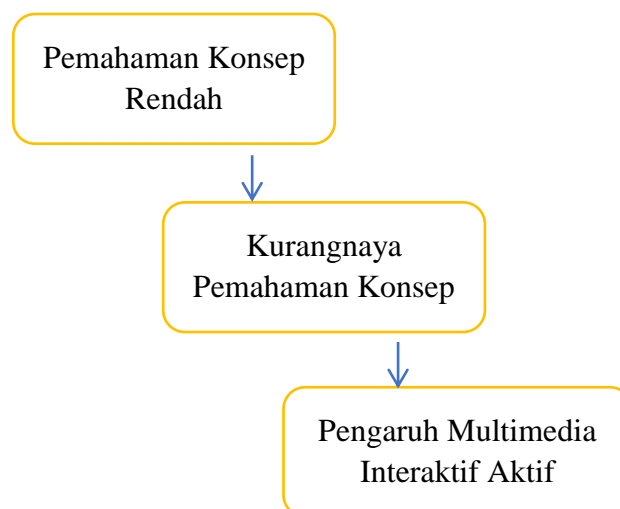 Pemahaman Konsep
Rendah
Kurangnaya
Pemahaman Konsep
Pengaruh Multimedia
Interaktif Aktif